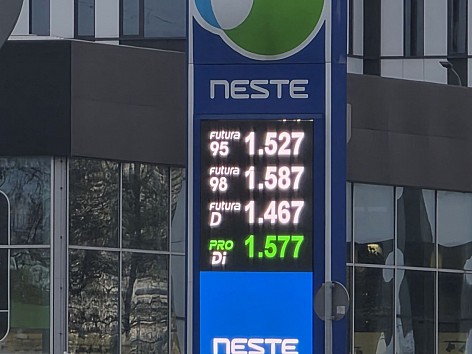 NESTE
Futura 95 1.527
Futura 98 1.587
Futura D 1.467
PRO Di 1.577
NESTE